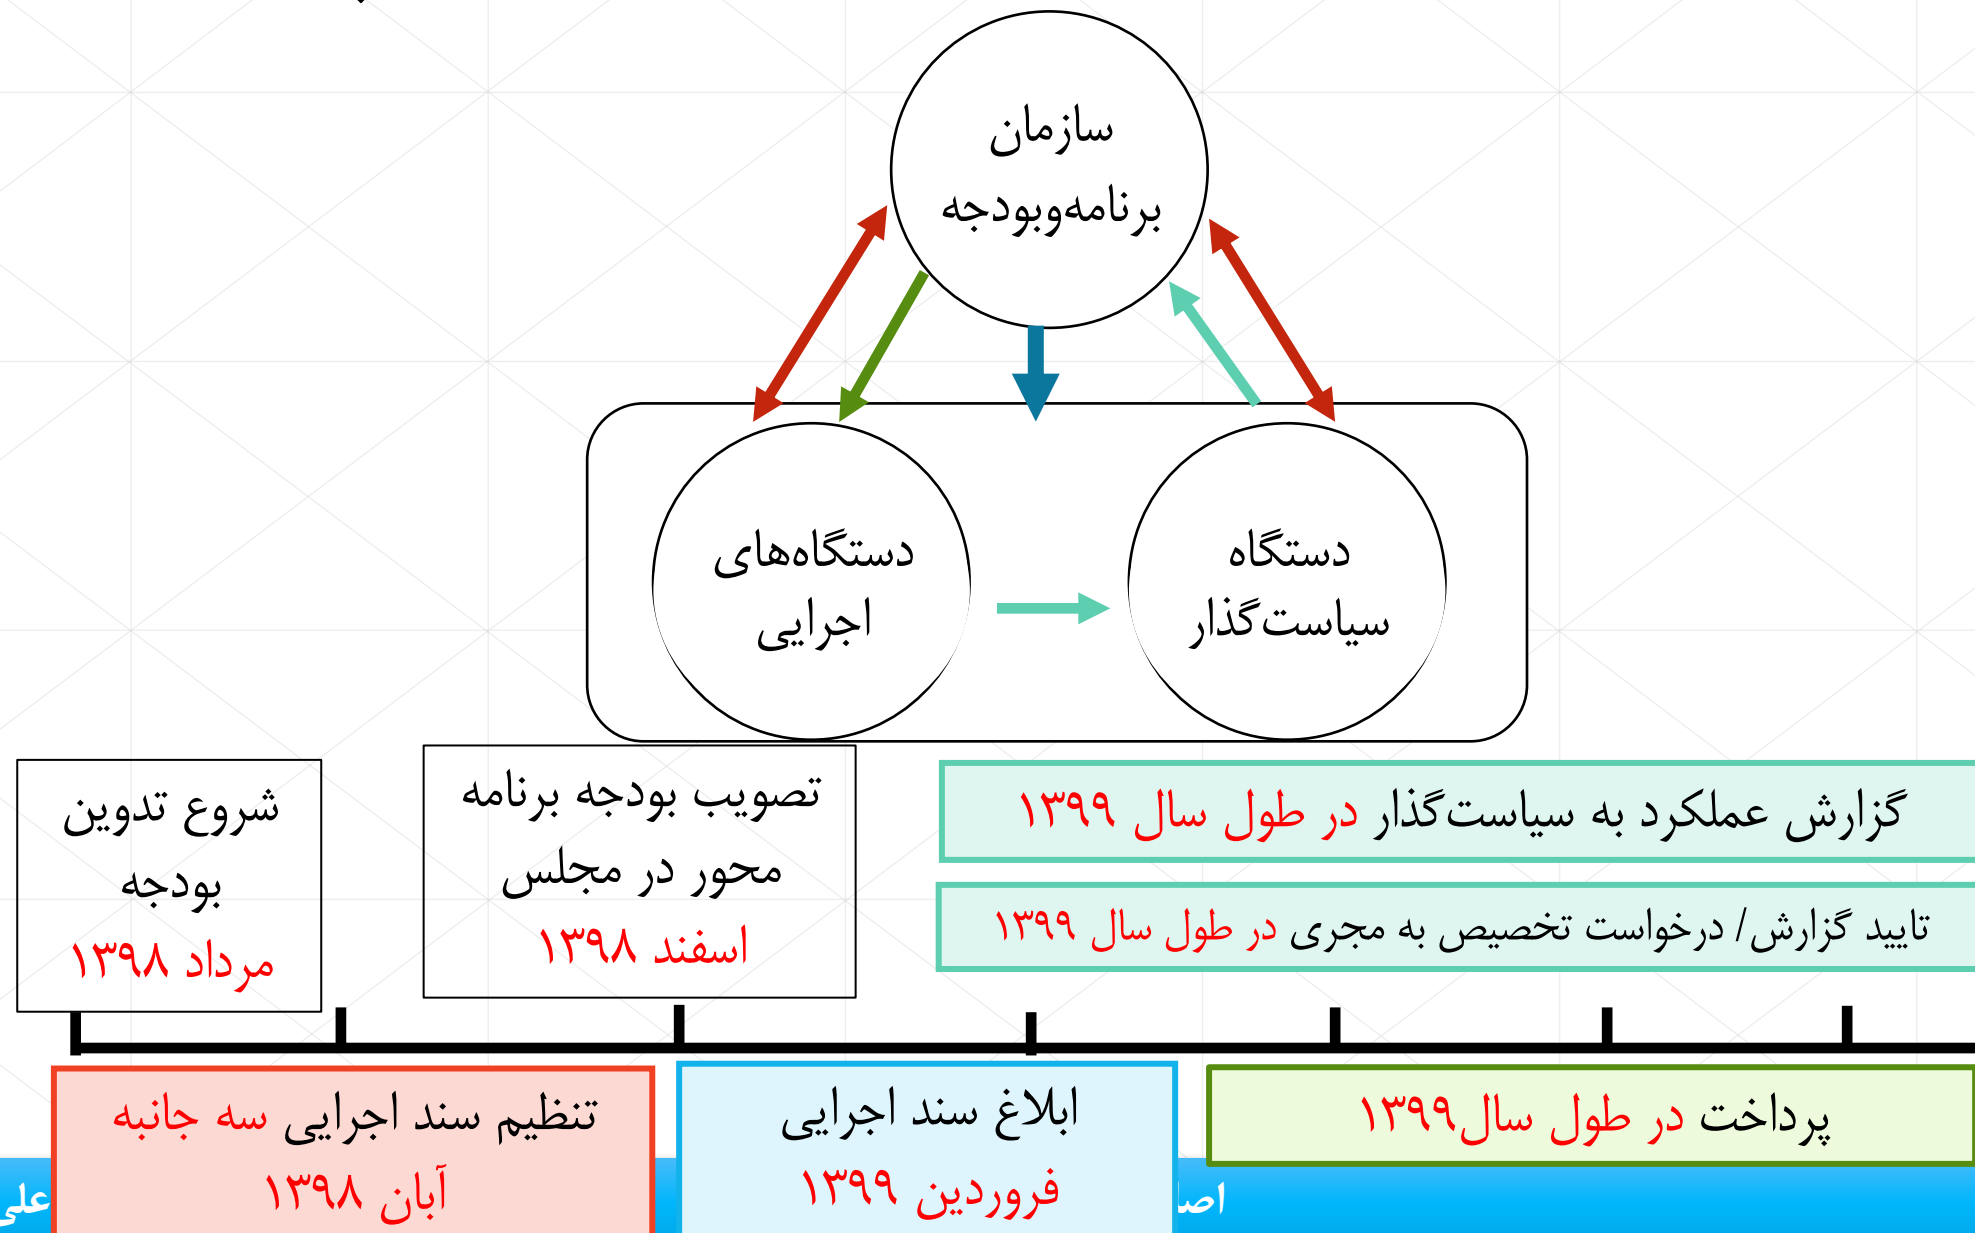 سازمان
برنامه‌وبودجه
دستگاه‌های
اجرایی
دستگاه
سیاست‌گذار
شروع تدوین
بودجه
مرداد ۱۳۹۸
تصویب بودجه برنامه
محور در مجلس
اسفند ۱۳۹۸
گزارش عملکرد به سیاست‌گذار در طول سال ۱۳۹۹
تایید گزارش/ درخواست تخصیص به مجری در طول سال ۱۳۹۹
تنظیم سند اجرایی سه جانبه
آبان ۱۳۹۸
ابلاغ سند اجرایی
فروردین ۱۳۹۹
پرداخت در طول سال۱۳۹۹